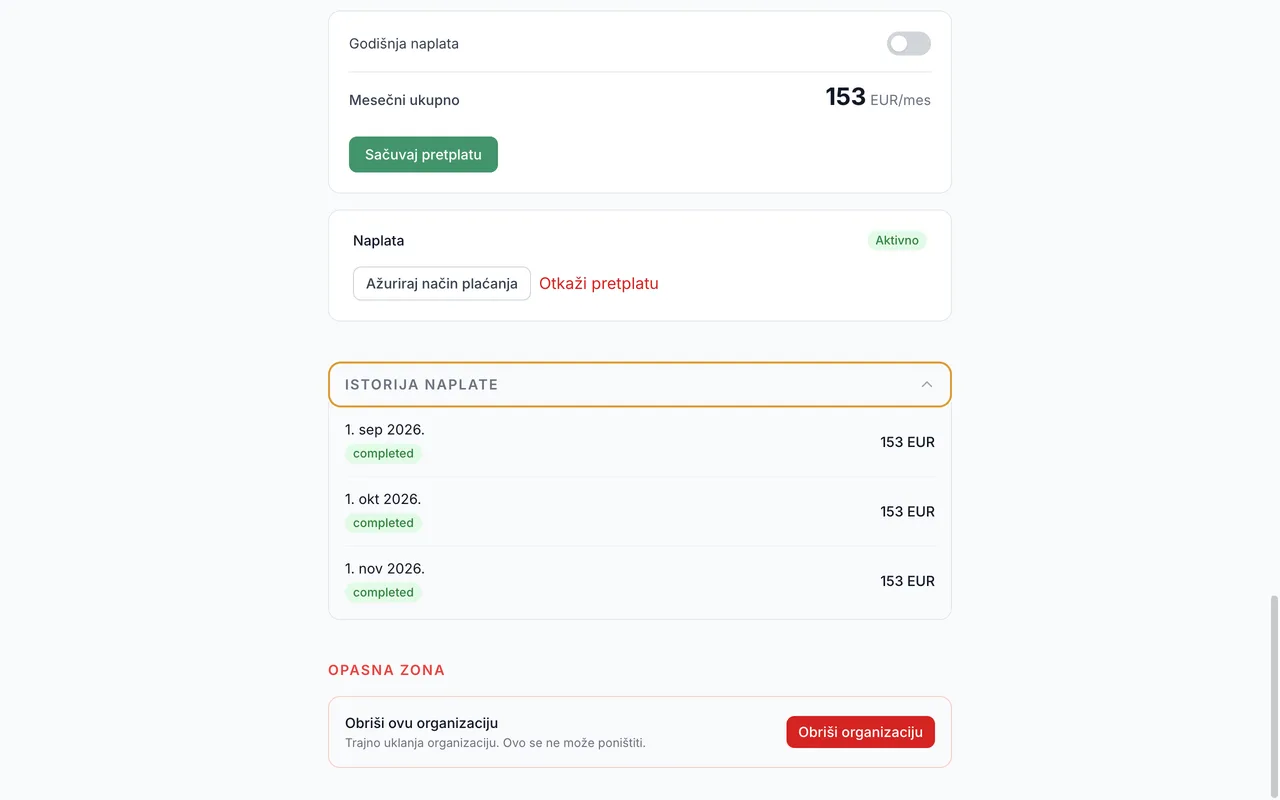 Godišnja naplata
Mesečni ukupno
153 EUR/mes
Sačuvaj pretplatu
Naplata
Aktivno
Ažuriraj način plaćanja
Otkaži pretplatu
ISTORIJA NAPLATE
1. sep 2026.
completed
153 EUR
1. okt 2026.
completed
153 EUR
1. nov 2026.
completed
153 EUR
OPASNA ZONA
Obriši ovu organizaciju
Trajno uklanja organizaciju. Ovo se ne može poništiti.
Obriši organizaciju